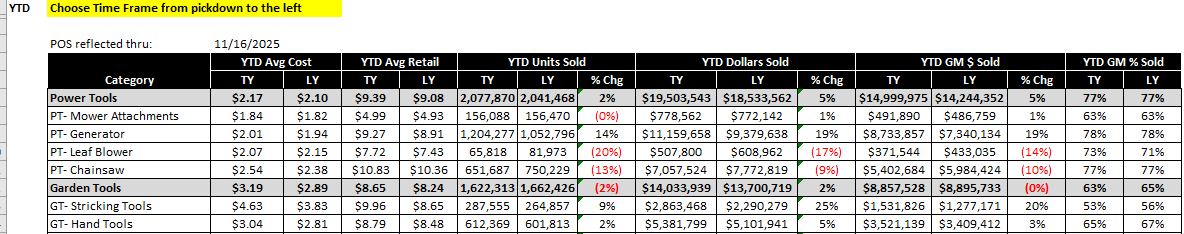 YTD Choose Time Frame from pickdown to the left
POS reflected thru: 11/16/2025
YTD Avg Cost YTD Avg Retail YTD Units Sold YTD Dollars Sold YTD GM $ Sold YTD GM % Sold
Category TY LY TY LY TY LY % Chg TY LY % Chg TY LY % Chg TY LY
Power Tools $2.17 $2.10 $9.39 $9.08 2,077,870 2,041,468 2% $19,503,543 $18,533,562 5% $14,999,975 $14,244,352 5% 77% 77%
PT- Mower Attachments $1.84 $1.82 $4.99 $4.93 156,088 156,470 (0%) $778,562 $772,142 1% $491,890 $486,759 1% 63% 63%
PT- Generator $2.01 $1.94 $9.27 $8.91 1,204,277 1,052,796 14% $11,159,658 $9,379,638 19% $8,733,857 $7,340,134 19% 78% 78%
PT- Leaf Blower $2.07 $2.15 $7.72 $7.43 65,818 81,973 (20%) $507,800 $608,962 (17%) $371,544 $433,035 (14%) 73% 71%
PT- Chainsaw $2.54 $2.38 $10.83 $10.36 651,687 750,229 (13%) $7,057,524 $7,772,819 (9%) $5,402,684 $5,984,424 (10%) 77% 77%
Garden Tools $3.19 $2.89 $8.65 $8.24 1,622,313 1,662,426 (2%) $14,033,939 $13,700,719 2% $8,857,528 $8,895,733 (0%) 63% 65%
GT- Stricking Tools $4.63 $3.83 $9.96 $8.65 287,555 264,857 9% $2,863,468 $2,290,279 25% $1,531,826 $1,277,171 20% 53% 56%
GT- Hand Tools $3.04 $2.81 $8.79 $8.48 612,369 601,813 2% $5,381,799 $5,101,941 5% $3,521,139 $3,409,412 3% 65% 67%